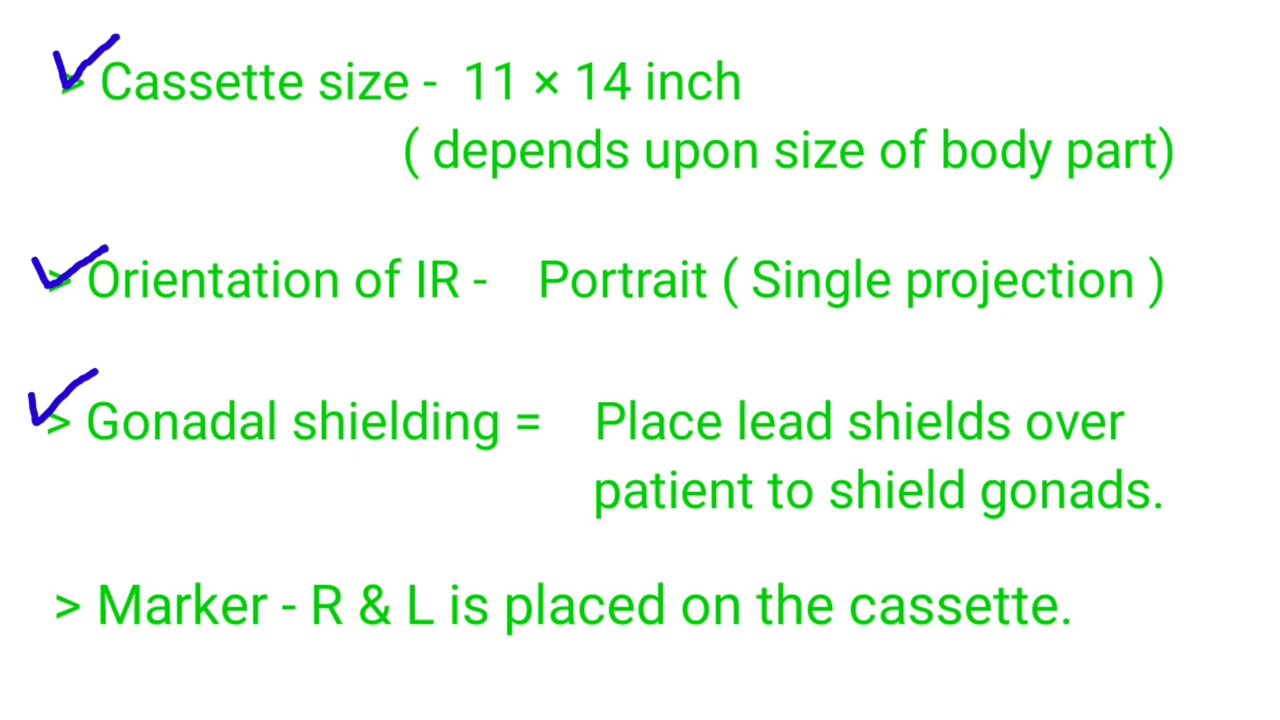 > Cassette size - 11 × 14 inch
( depends upon size of body part)
> Orientation of IR - Portrait ( Single projection )
> Gonadal shielding = Place lead shields over
patient to shield gonads.
> Marker - R & L is placed on the cassette.